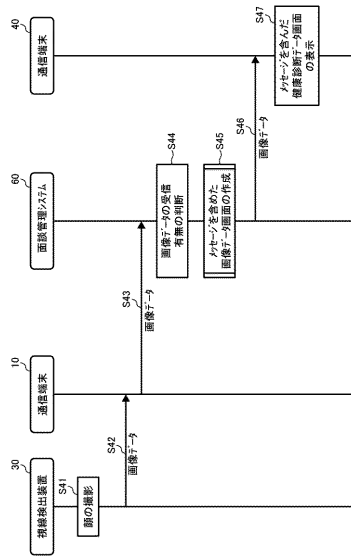 30
視線検出装置
10
通信端末
60
面談管理システム
40
通信端末
S41
顔の撮影
S42
画像データ
S43
画像データ
S44
画像データの受信
有無の判断
S45
メッセージを含めた
画像データ画面の作成
S46
画像データ
S47
メッセージを含んだ
健康診断データ画面
の表示